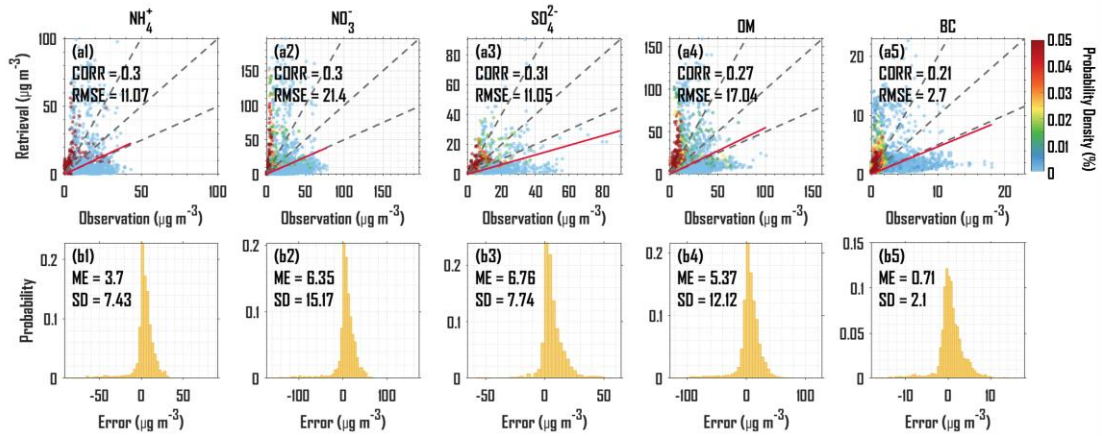 NH₄⁺ NO₃⁻ SO₄²⁻ OM BC
(a1) (a2) (a3) (a4) (a5)
CORR = 0.3 CORR = 0.3 CORR = 0.31 CORR = 0.27 CORR = 0.21
RMSE = 11.07 RMSE = 21.4 RMSE = 11.05 RMSE = 17.04 RMSE = 2.7
Retrieval (µg m⁻³)
100 50 0
150 100 50 0
80 60 40 20 0
150 100 50 0
20 15 10 5 0
0 50 100
0 50 100 150
0 20 40 60 80
0 50 100 150
0 10 20
Observation (µg m⁻³) Observation (µg m⁻³) Observation (µg m⁻³) Observation (µg m⁻³) Observation (µg m⁻³)
0.05
0.04
0.03
0.02
0.01
0
Probability Density (%)
(b1) (b2) (b3) (b4) (b5)
ME = 3.7 ME = 6.35 ME = 6.76 ME = 5.37 ME = 0.71
SD = 7.43 SD = 15.17 SD = 7.74 SD = 12.12 SD = 2.1
Probability
0.2 0.1 0
0.2 0.1 0
0.2 0.1 0
0.2 0.1 0
0.15 0.1 0.05 0
-50 0 50
-100 0 100
-50 0 50
-100 0 100
-10 0 10
Error (µg m⁻³) Error (µg m⁻³) Error (µg m⁻³) Error (µg m⁻³) Error (µg m⁻³)